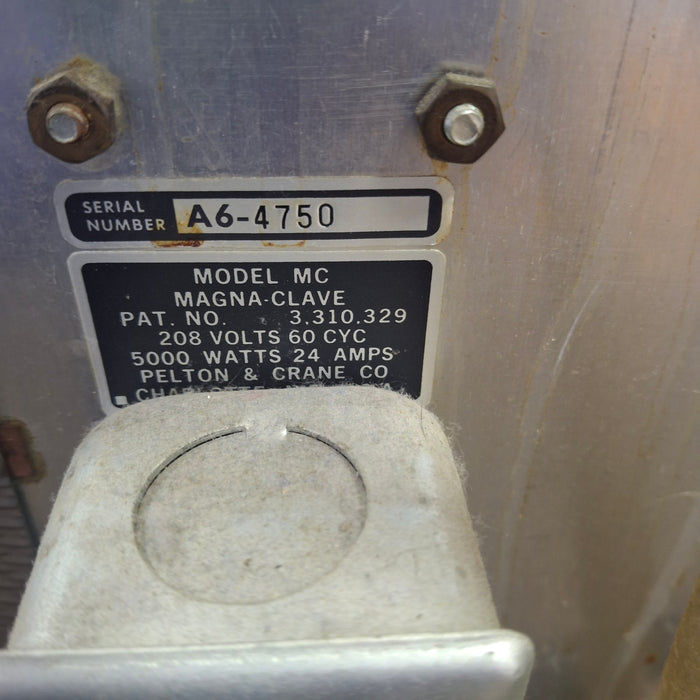 SERIAL
NUMBER A6-4750
MODEL MC
MAGNA-CLAVE
PAT. NO. 3,310,329
208 VOLTS 60 CYC
5000 WATTS 24 AMPS
PELTON & CRANE CO